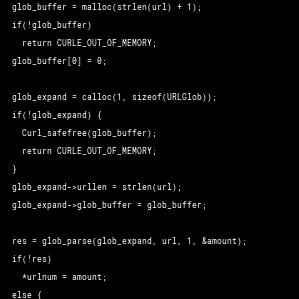 glob_buffer = malloc(strlen(url) + 1);
if(!glob_buffer)
return CURLE_OUT_OF_MEMORY;
glob_buffer[0] = 0;
glob_expand = calloc(1, sizeof(URLGlob));
if(!glob_expand) {
Curl_safefree(glob_buffer);
return CURLE_OUT_OF_MEMORY;
}
glob_expand->urllen = strlen(url);
glob_expand->glob_buffer = glob_buffer;
res = glob_parse(glob_expand, url, 1, &amount);
if(!res)
*urlnum = amount;
else {